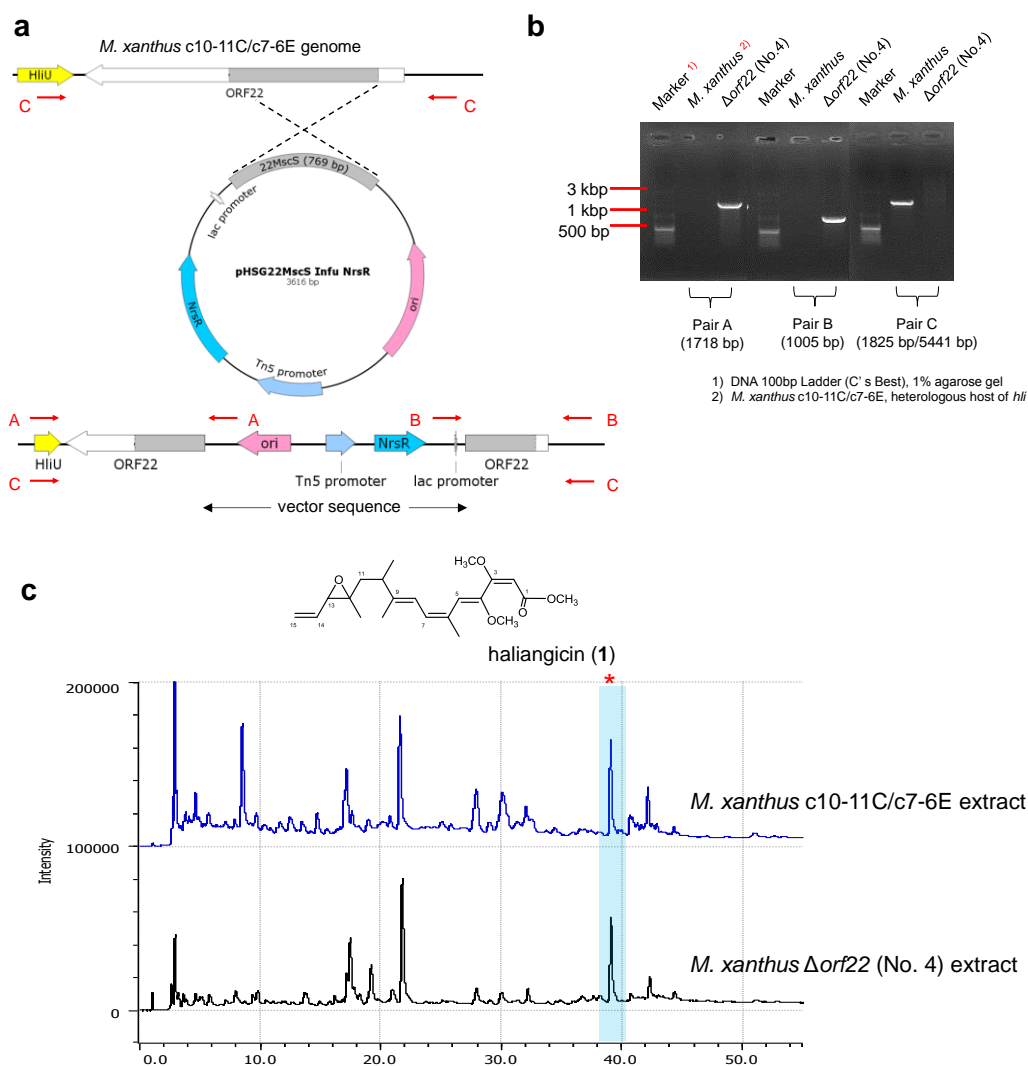 a
M. xanthus c10-11C/c7-6E genome
HliU
ORF22
C
C
22MscS (769 bp)
lac promoter
pHSG22MscS Infu NrsR
3616 bp
NrsR
ori
Tn5 promoter
A
A
B
B
HliU
ORF22
ori
Tn5 promoter
NrsR
lac promoter
ORF22
C
C
vector sequence
b
Marker 1)
M. xanthus 2)
Δorf22 (No.4)
Marker
M. xanthus
Δorf22 (No.4)
Marker
M. xanthus
Δorf22 (No.4)
3 kbp
1 kbp
500 bp
Pair A
(1718 bp)
Pair B
(1005 bp)
Pair C
(1825 bp/5441 bp)
1) DNA 100bp Ladder (C' s Best), 1% agarose gel
2) M. xanthus c10-11C/c7-6E, heterologous host of hli
c
O
13
15
14
11
9
7
5
3
1
H₃CO
OCH₃
O
OCH₃
haliangicin (1)
*
200000
100000
0
Intensity
M. xanthus c10-11C/c7-6E extract
M. xanthus Δorf22 (No. 4) extract
0.0 10.0 20.0 30.0 40.0 50.0